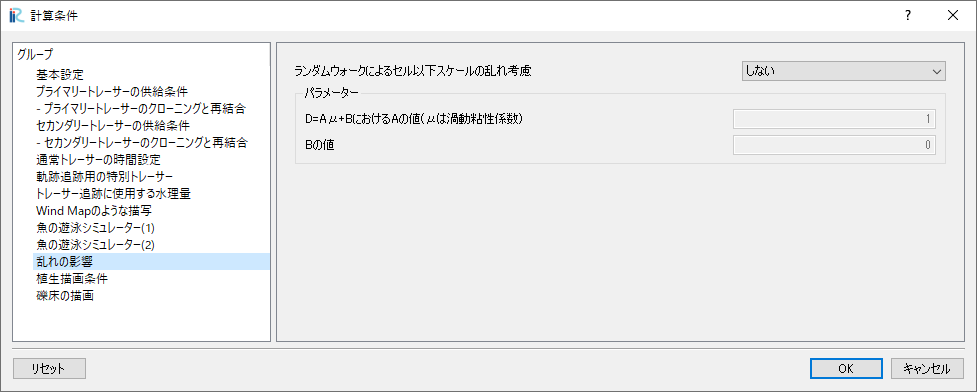 計算条件
グループ
基本設定
プライマリートレーサーの供給条件
- プライマリートレーサーのクローニングと再結合
セカンダリートレーサーの供給条件
- セカンダリートレーサーのクローニングと再結合
通常トレーサーの時間設定
軌跡追跡用の特別トレーサー
トレーサー追跡に使用する水理量
Wind Mapのような描写
魚の遊泳シミュレーター(1)
魚の遊泳シミュレーター(2)
乱れの影響
植生描画条件
礫床の描画
ランダムウォークによるセル以下スケールの乱れ考慮 しない
パラメーター
D=Aμ+BにおけるAの値(μは渦動粘性係数) 1
Bの値 0
リセット OK キャンセル